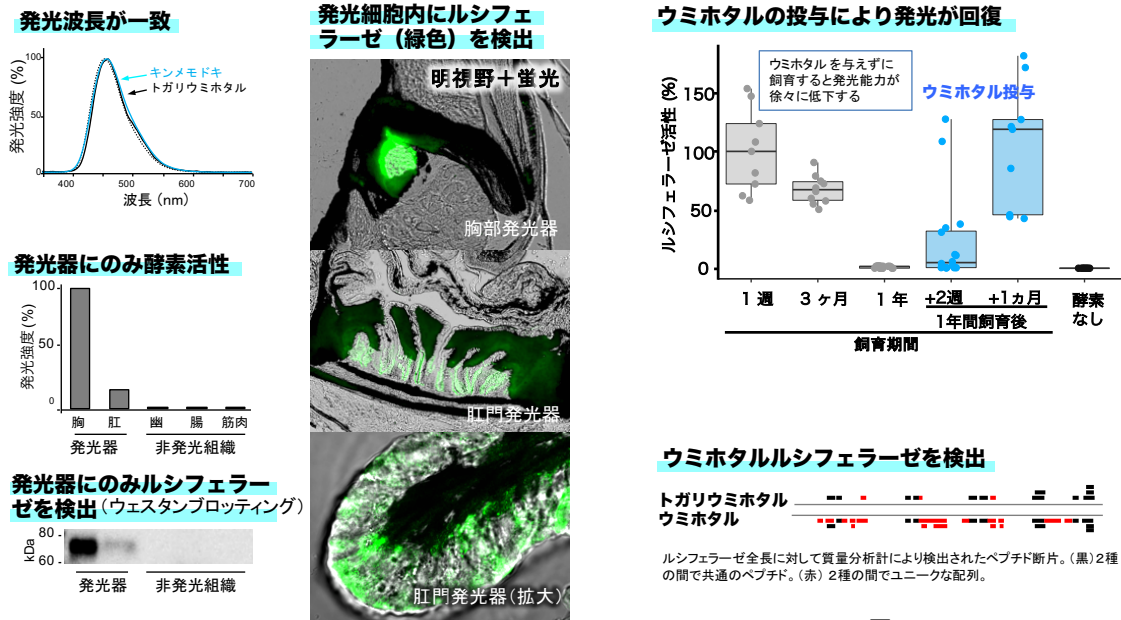 発光波長が一致
発光強度(%)
100
50
0
キンメモドキ
トガリウミホタル
400 500 600 700
波長(nm)
発光器にのみ酵素活性
発光強度(%)
100
50
0
胸 肛 幽 腸 筋肉
発光器 非発光組織
発光器にのみルシフェラー
ゼを検出(ウェスタンブロッティング)
kDa
80
60
発光器 非発光組織
発光細胞内にルシフェ
ラーゼ(緑色)を検出
明視野+蛍光
胸部発光器
肛門発光器
肛門発光器(拡大)
ウミホタルの投与により発光が回復
ルシフェラーゼ活性(%)
150
100
50
0
ウミホタル を与えずに
飼育すると発光能力が
徐々に低下する
ウミホタル投与
1 週 3 ヶ月 1 年 +2週 +1ヵ月 酵素
なし
1年間飼育後
飼育期間
ウミホタルルシフェラーゼを検出
トガリウミホタル
ウミホタル
ルシフェラーゼ全長に対して質量分析計により検出されたペプチド断片。(黒)2種
の間で共通のペプチド。(赤) 2種の間でユニークな配列。